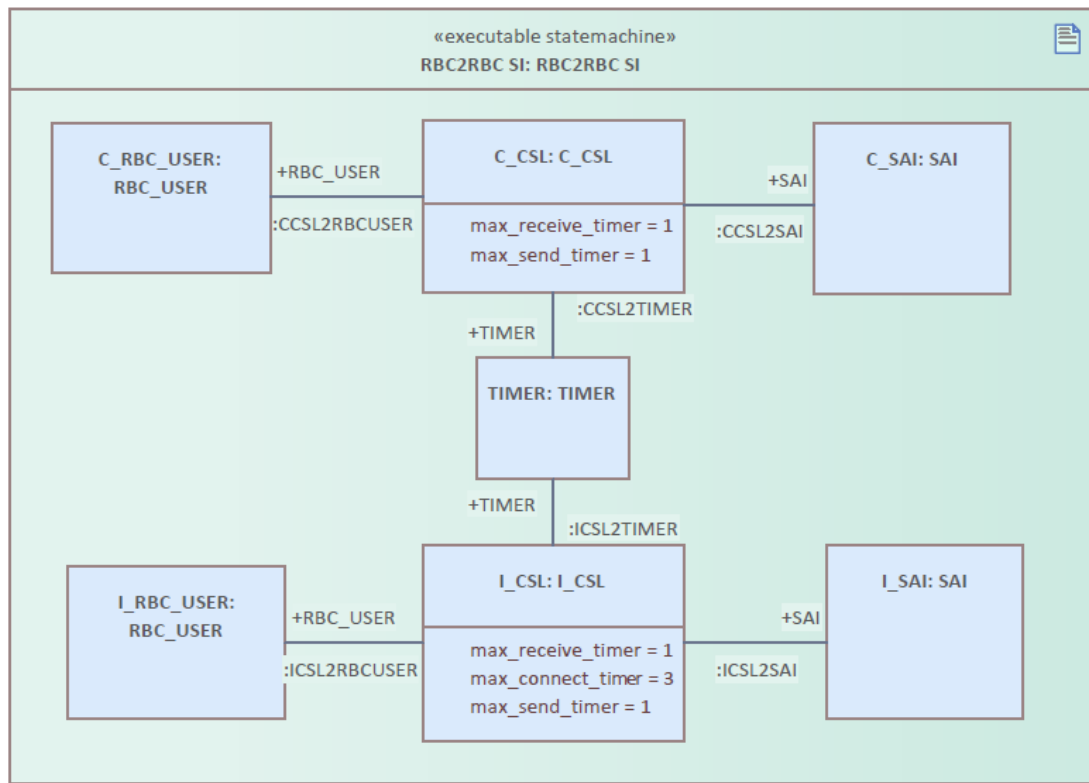 «executable statemachine»
RBC2RBC SI: RBC2RBC SI
C_RBC_USER:
RBC_USER
+RBC_USER
:CCSL2RBCUSER
C_CSL: C_CSL
max_receive_timer = 1
max_send_timer = 1
+SAI
:CCSL2SAI
C_SAI: SAI
:CCSL2TIMER
+TIMER
TIMER: TIMER
+TIMER
:ICSL2TIMER
I_RBC_USER:
RBC_USER
+RBC_USER
:ICSL2RBCUSER
I_CSL: I_CSL
max_receive_timer = 1
max_connect_timer = 3
max_send_timer = 1
+SAI
:ICSL2SAI
I_SAI: SAI